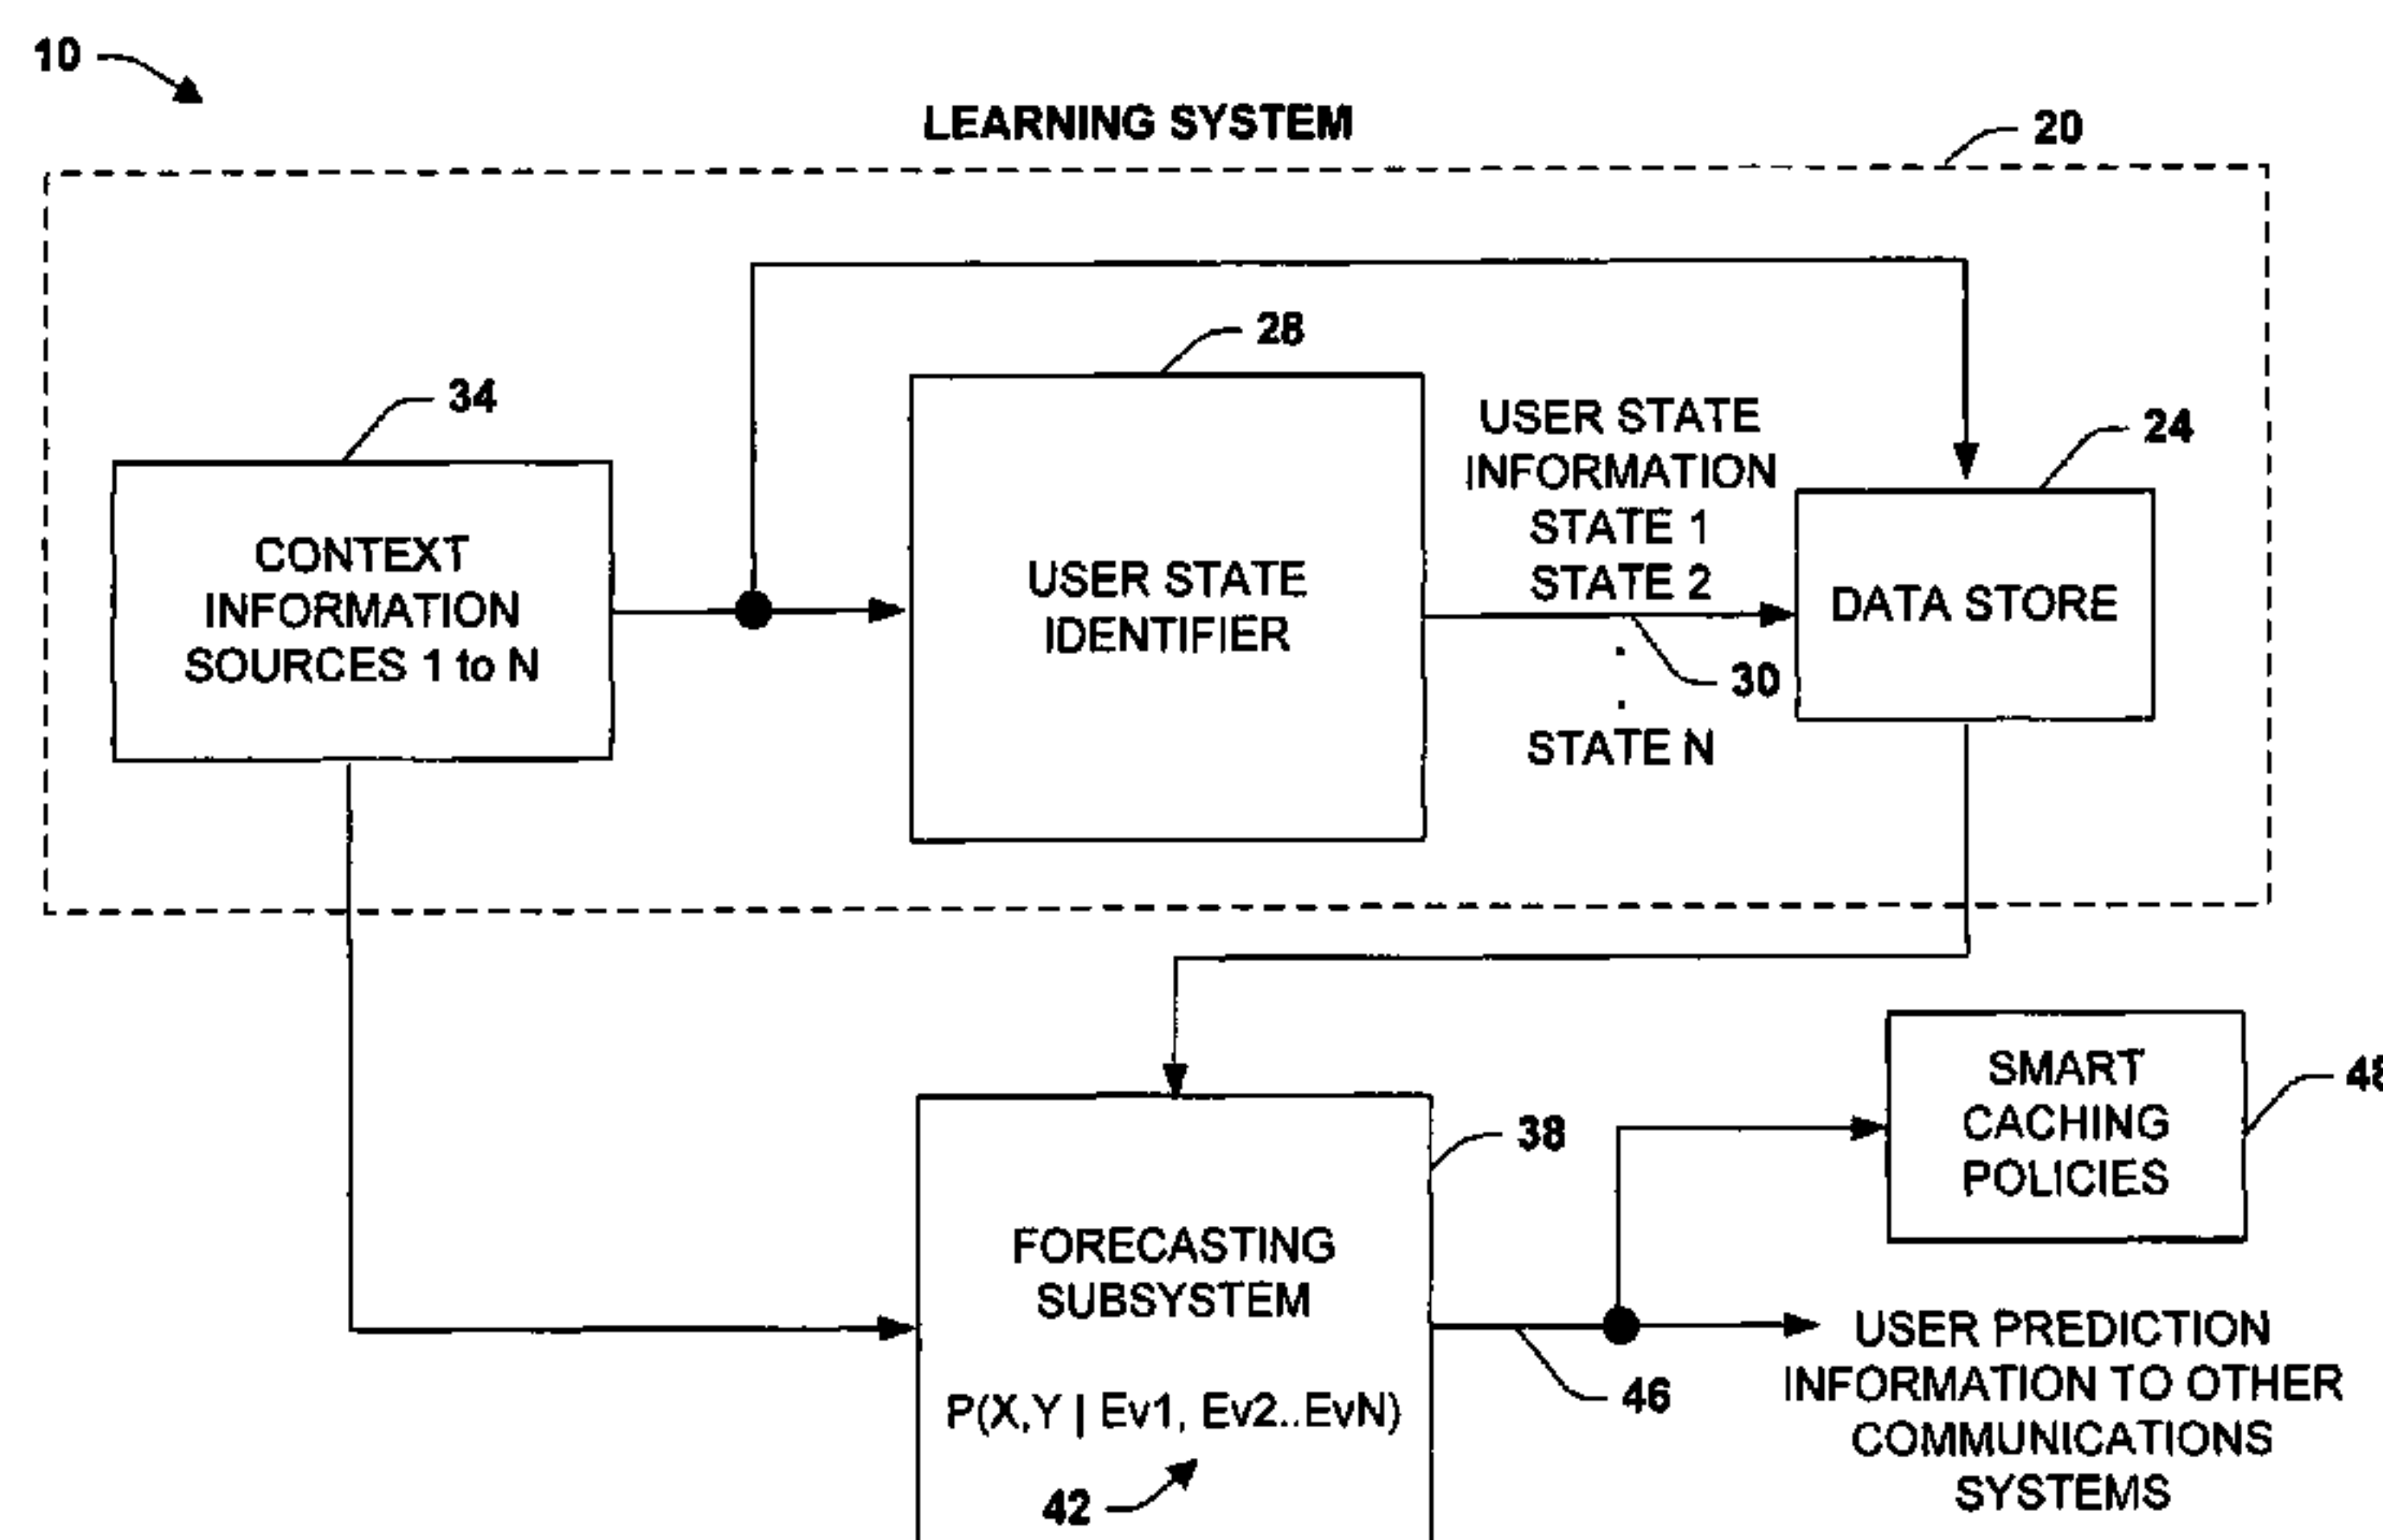 10
LEARNING SYSTEM
20
28
34
USER STATE
INFORMATION
STATE 1
STATE 2
.
.
STATE N
24
CONTEXT
INFORMATION
SOURCES 1 to N
USER STATE
IDENTIFIER
DATA STORE
30
SMART
CACHING
POLICIES
38
FORECASTING
SUBSYSTEM
P(X,Y | Ev1, Ev2..EvN)
42
46
USER PREDICTION
INFORMATION TO OTHER
COMMUNICATIONS
SYSTEMS